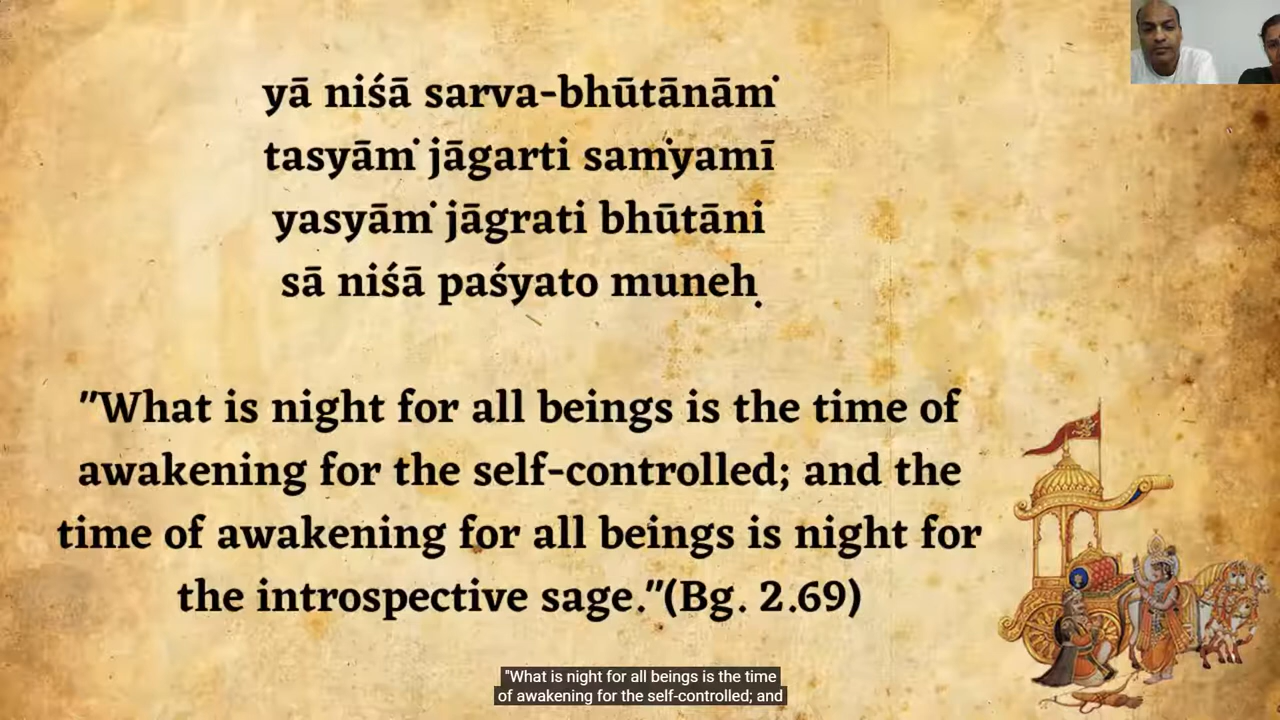 yā niśā sarva-bhūtānāṁ
tasyāṁ jāgarti saṁyamī
yasyāṁ jāgrati bhūtāni
sā niśā paśyato muneḥ
"What is night for all beings is the time of
awakening for the self-controlled; and the
time of awakening for all beings is night for
the introspective sage."(Bg. 2.69)
"What is night for all beings is the time
of awakening for the self-controlled; and